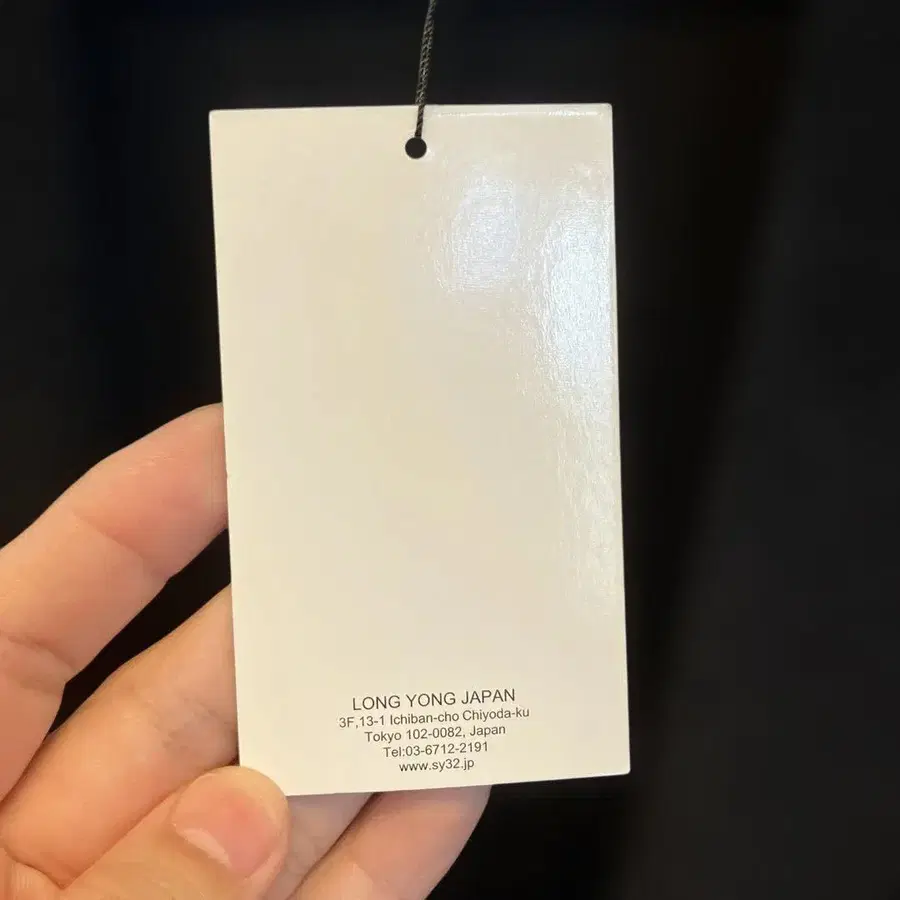 LONG YONG JAPAN
3F,13-1 Ichiban-cho Chiyoda-ku
Tokyo 102-0082, Japan
Tel:03-6712-2191
www.sy32.jp